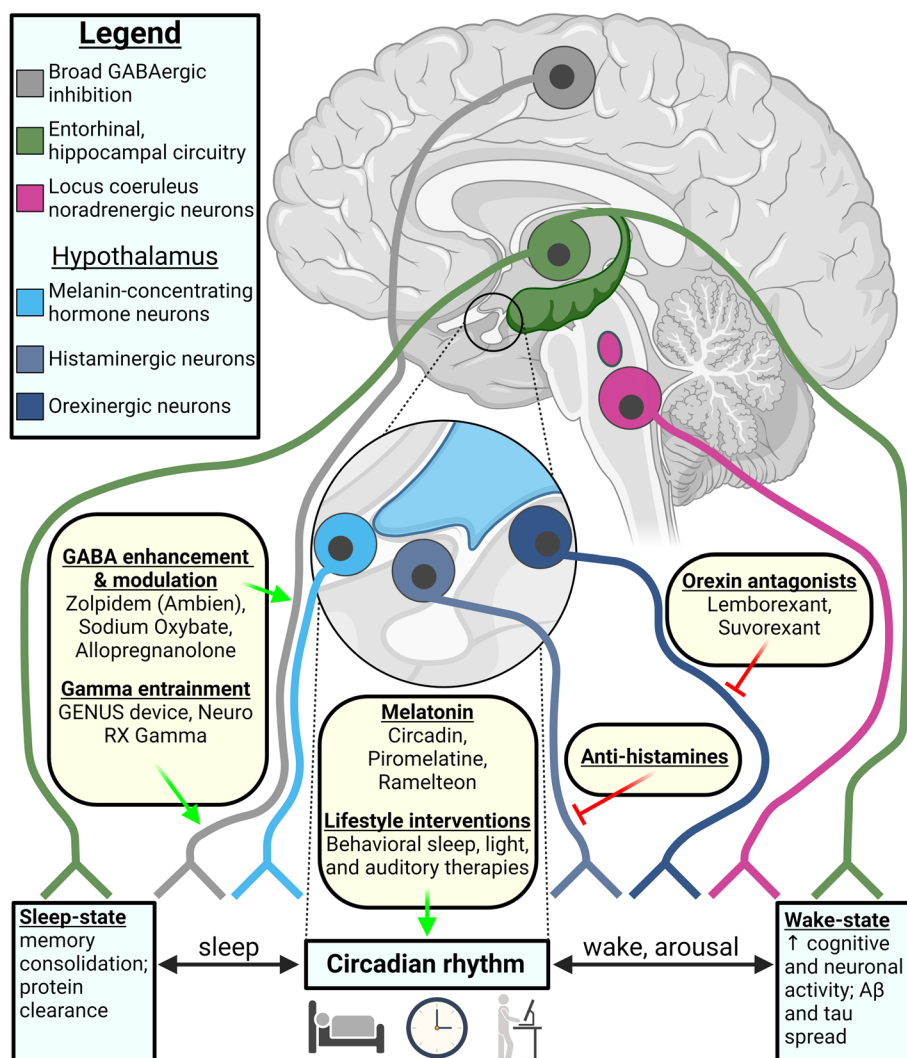 Legend
Broad GABAergic
inhibition
Entorhinal,
hippocampal circuitry
Locus coeruleus
noradrenergic neurons
Hypothalamus
Melanin-concentrating
hormone neurons
Histaminergic neurons
Orexinergic neurons
GABA enhancement
& modulation
Zolpidem (Ambien),
Sodium Oxybate,
Allopregnanolone
Gamma entrainment
GENUS device, Neuro
RX Gamma
Orexin antagonists
Lemborexant,
Suvorexant
Melatonin
Circadin,
Piromelatine,
Ramelteon
Lifestyle interventions
Behavioral sleep, light,
and auditory therapies
Anti-histamines
Sleep-state
memory
consolidation;
protein
clearance
sleep
Circadian rhythm
wake, arousal
Wake-state
↑ cognitive
and neuronal
activity; Aβ
and tau
spread